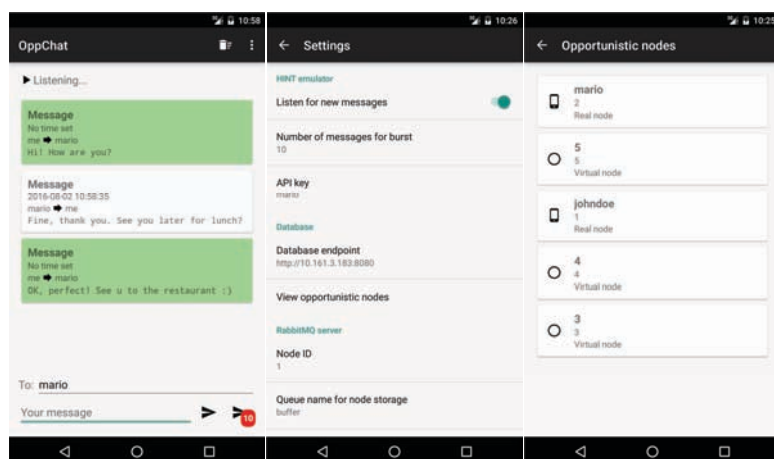 10:58
OppChat
Listening...
Message
No time set
me ➡ mario
Hi! How are you?
Message
2016-08-02 10:58:35
mario ➡ me
Fine, thank you. See you later for lunch?
Message
No time set
me ➡ mario
OK, perfect! See u to the restaurant :)
To: mario
Your message
10
10:26
Settings
HINT emulator
Listen for new messages
Number of messages for burst
10
API key
mario
Database
Database endpoint
http://10.161.3.183:8080
View opportunistic nodes
RabbitMQ server
Node ID
1
Queue name for node storage
buffer
10:25
Opportunistic nodes
mario
2
Real node
5
5
Virtual node
johndoe
1
Real node
4
4
Virtual node
3
3
Virtual node